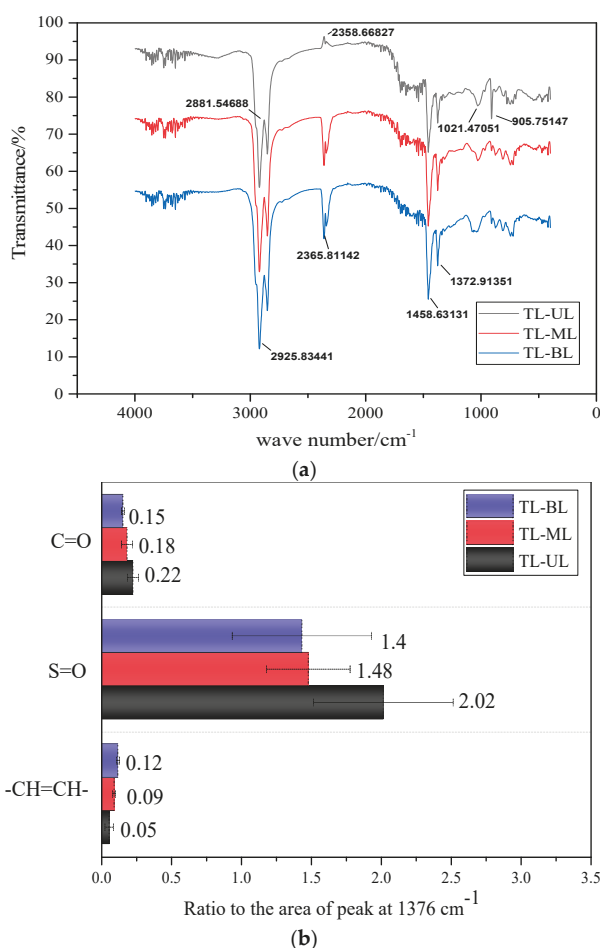 100
90
80
70
60
50
40
30
20
10
0
Transmittance/%
2358.66827
2881.54688
1021.47051
905.75147
2365.81142
1372.91351
1458.63131
2925.83441
TL-UL
TL-ML
TL-BL
4000
3000
2000
1000
0
wave number/cm-1
(a)
TL-BL
TL-ML
TL-UL
C=O
0.15
0.18
0.22
S=O
1.4
1.48
2.02
-CH=CH-
0.12
0.09
0.05
0.0
0.5
1.0
1.5
2.0
2.5
3.0
3.5
Ratio to the area of peak at 1376 cm-1
(b)